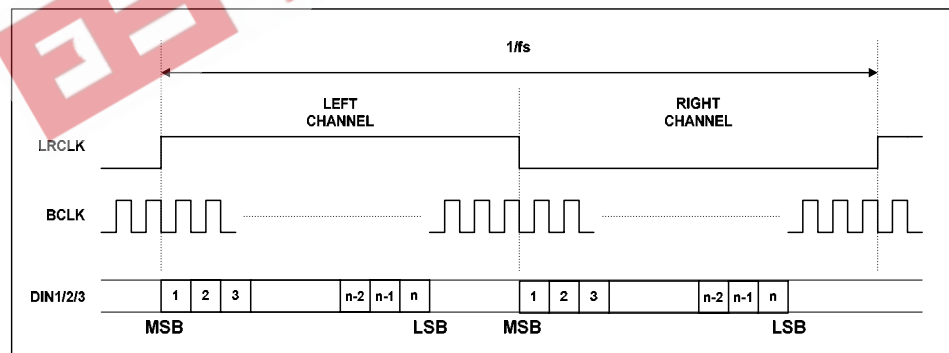 1/fs
LEFT
CHANNEL
RIGHT
CHANNEL
LRCLK
BCLK
DIN1/2/3
1 2 3 n-2 n-1 n 1 2 3 n-2 n-1 n
MSB LSB MSB LSB